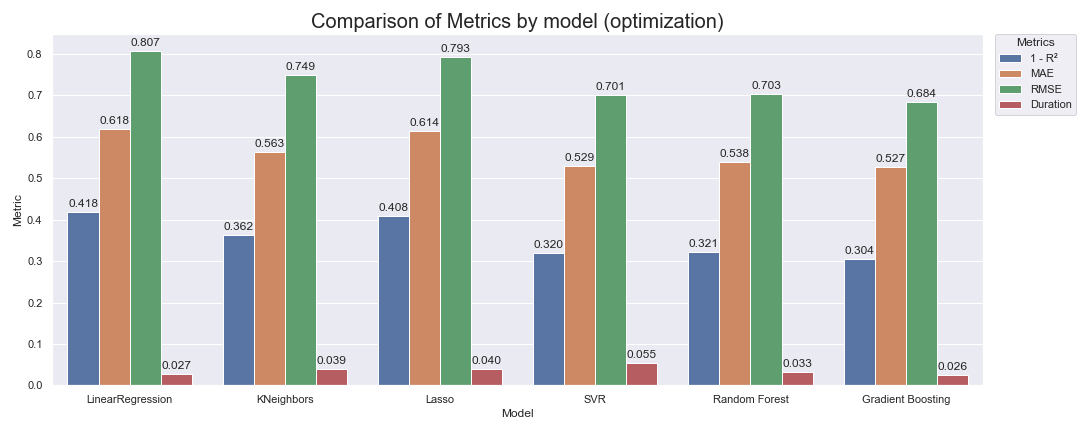 Comparison of Metrics by model (optimization)
Metrics
1 - R²
MAE
RMSE
Duration
Metric
0.8
0.7
0.6
0.5
0.4
0.3
0.2
0.1
0.0
0.418
0.618
0.807
0.027
0.362
0.563
0.749
0.039
0.408
0.614
0.793
0.040
0.320
0.529
0.701
0.055
0.321
0.538
0.703
0.033
0.304
0.527
0.684
0.026
LinearRegression
KNeighbors
Lasso
SVR
Random Forest
Gradient Boosting
Model